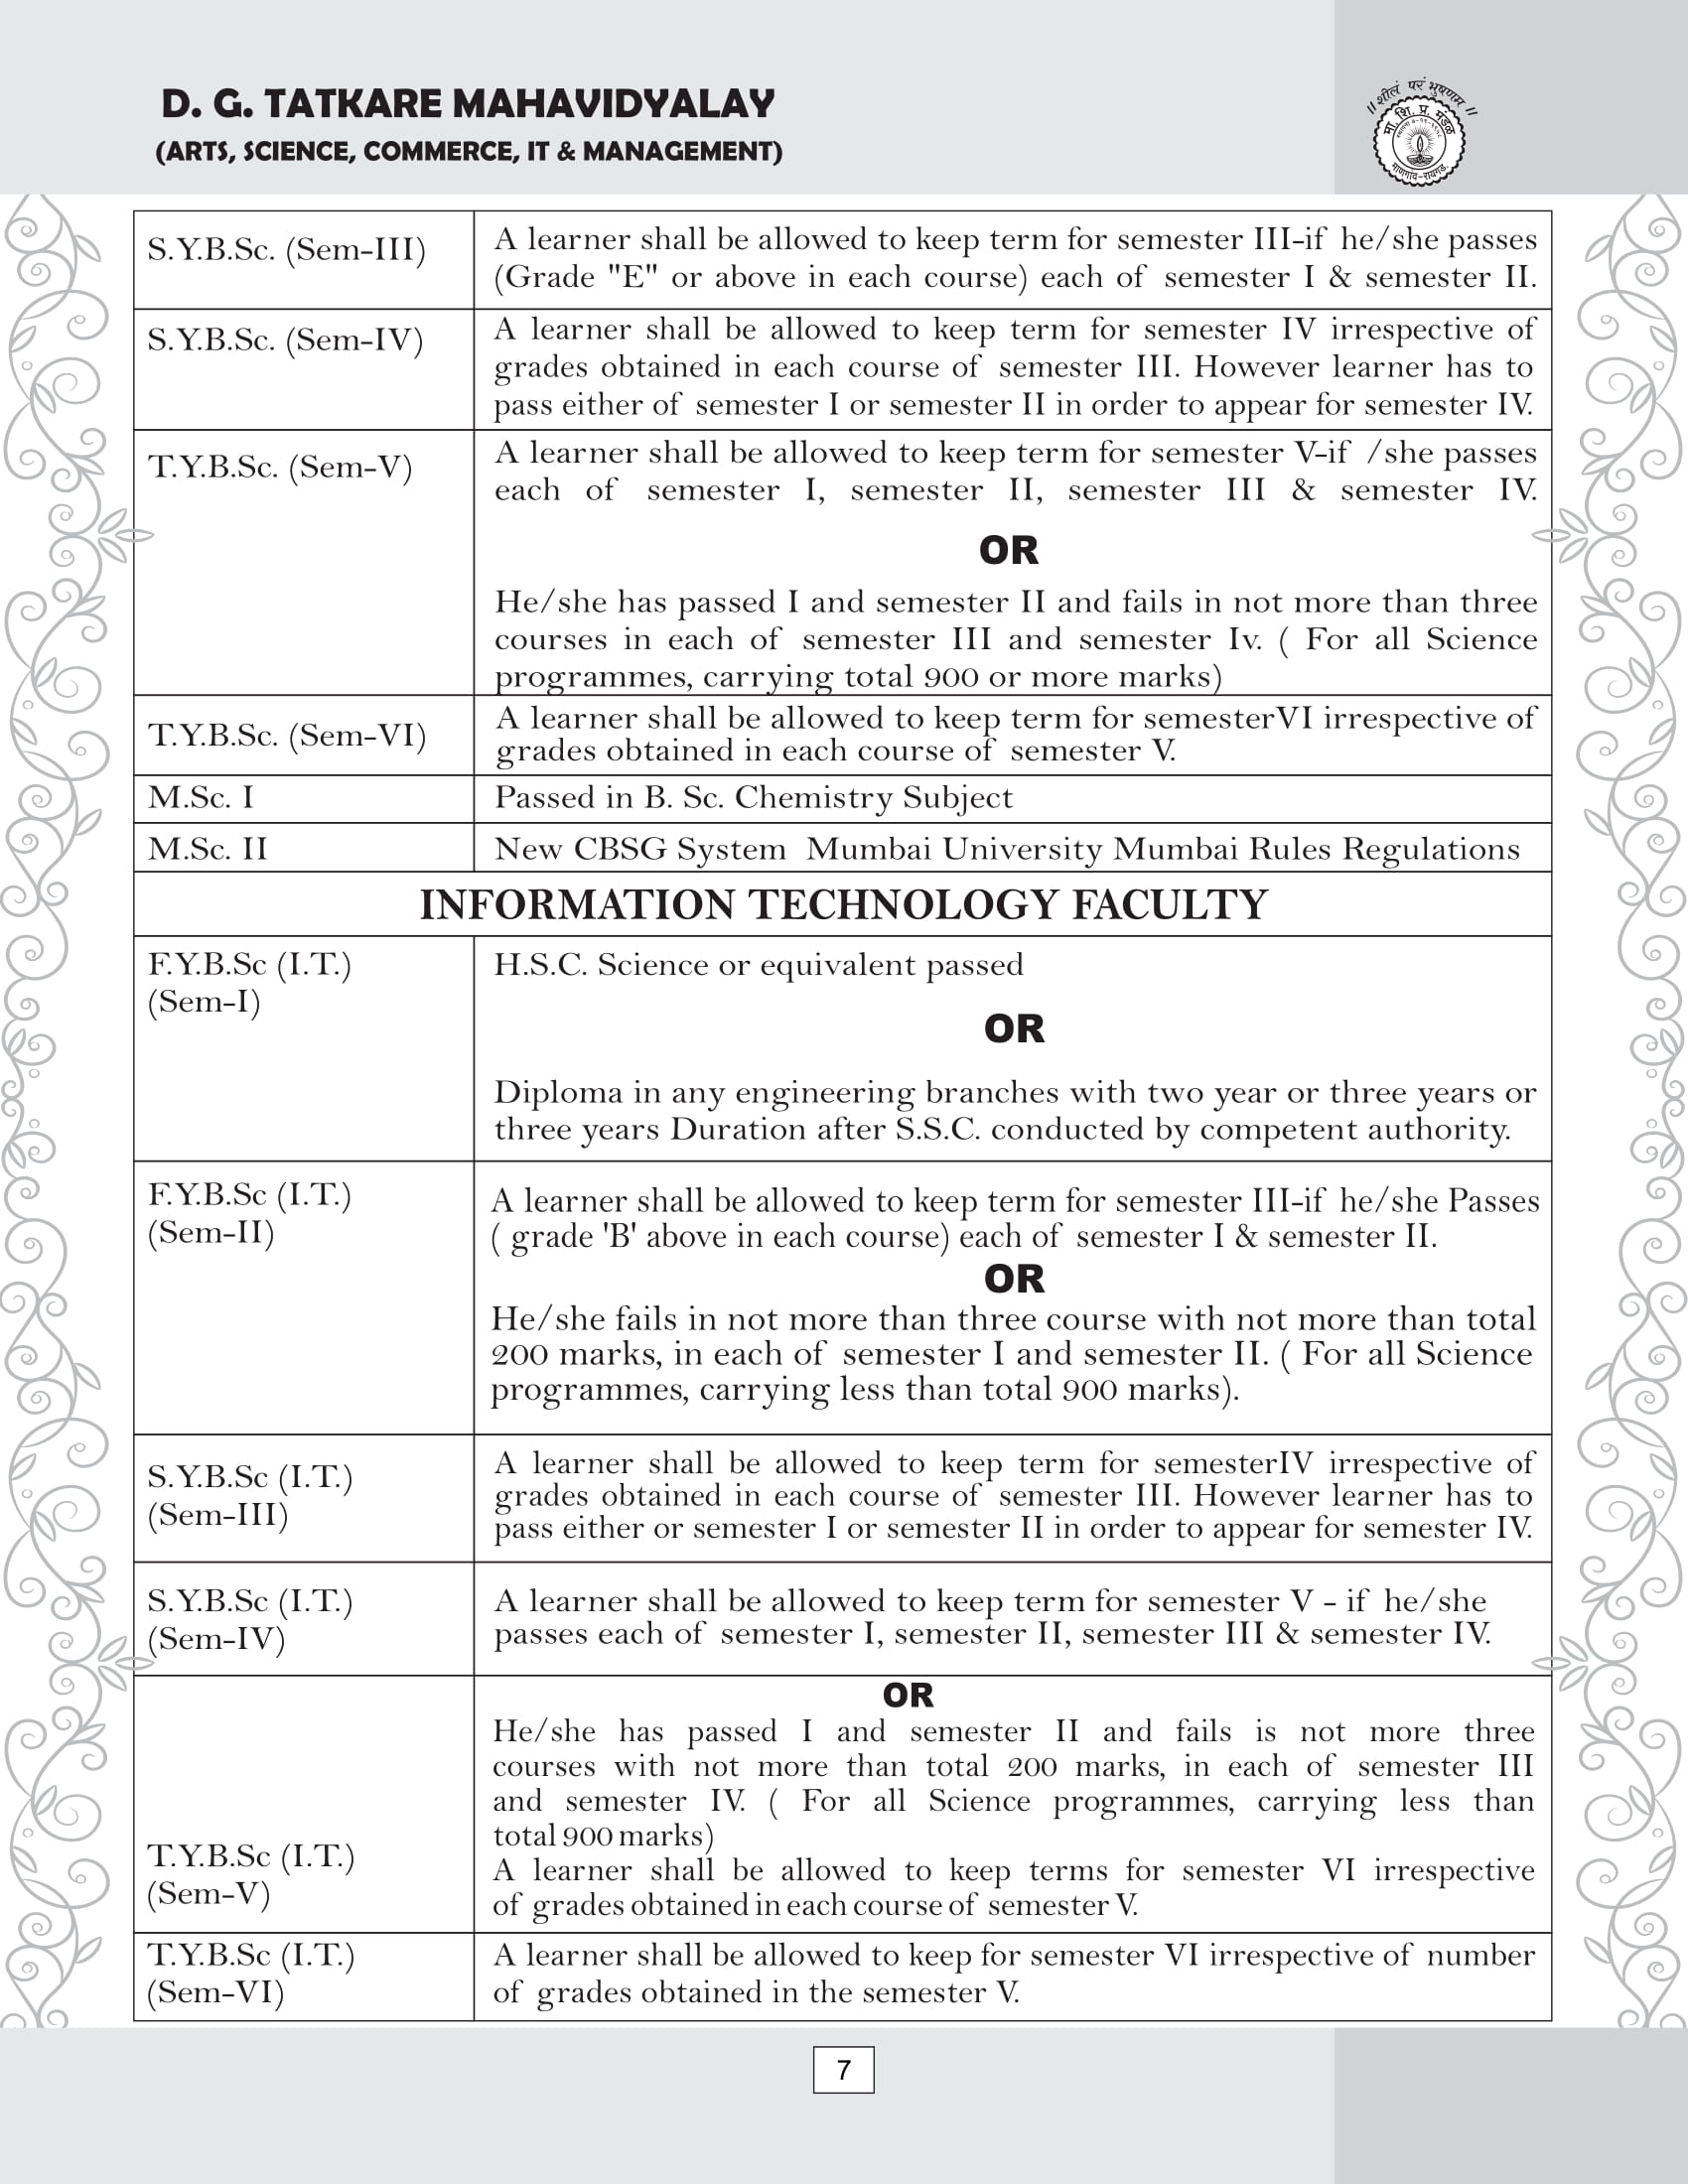 D. G. TATKARE MAHAVIDYALAY
(ARTS, SCIENCE, COMMERCE, IT & MANAGEMENT)
॥ शीलं परं भुषणम ॥
मा. शि. प्र. मंडळ
माणगांव-रायगड.
S.Y.B.Sc. (Sem-III)
A learner shall be allowed to keep term for semester III-if he/she passes
(Grade "E" or above in each course) each of semester I & semester II.
S.Y.B.Sc. (Sem-IV)
A learner shall be allowed to keep term for semester IV irrespective of
grades obtained in each course of semester III. However learner has to
pass either of semester I or semester II in order to appear for semester IV.
T.Y.B.Sc. (Sem-V)
A learner shall be allowed to keep term for semester V-if /she passes
each of semester I, semester II, semester III & semester IV.
OR
He/she has passed I and semester II and fails in not more than three
courses in each of semester III and semester Iv. ( For all Science
programmes, carrying total 900 or more marks)
T.Y.B.Sc. (Sem-VI)
A learner shall be allowed to keep term for semesterVI irrespective of
grades obtained in each course of semester V.
M.Sc. I
Passed in B. Sc. Chemistry Subject
M.Sc. II
New CBSG System Mumbai University Mumbai Rules Regulations
INFORMATION TECHNOLOGY FACULTY
F.Y.B.Sc (I.T.)
(Sem-I)
H.S.C. Science or equivalent passed
OR
Diploma in any engineering branches with two year or three years or
three years Duration after S.S.C. conducted by competent authority.
F.Y.B.Sc (I.T.)
(Sem-II)
A learner shall be allowed to keep term for semester III-if he/she Passes
( grade 'B' above in each course) each of semester I & semester II.
OR
He/she fails in not more than three course with not more than total
200 marks, in each of semester I and semester II. ( For all Science
programmes, carrying less than total 900 marks).
S.Y.B.Sc (I.T.)
(Sem-III)
A learner shall be allowed to keep term for semesterIV irrespective of
grades obtained in each course of semester III. However learner has to
pass either or semester I or semester II in order to appear for semester IV.
S.Y.B.Sc (I.T.)
(Sem-IV)
A learner shall be allowed to keep term for semester V - if he/she
passes each of semester I, semester II, semester III & semester IV.
OR
He/she has passed I and semester II and fails is not more three
courses with not more than total 200 marks, in each of semester III
and semester IV. ( For all Science programmes, carrying less than
total 900 marks)
T.Y.B.Sc (I.T.)
(Sem-V)
A learner shall be allowed to keep terms for semester VI irrespective
of grades obtained in each course of semester V.
T.Y.B.Sc (I.T.)
(Sem-VI)
A learner shall be allowed to keep for semester VI irrespective of number
of grades obtained in the semester V.
7